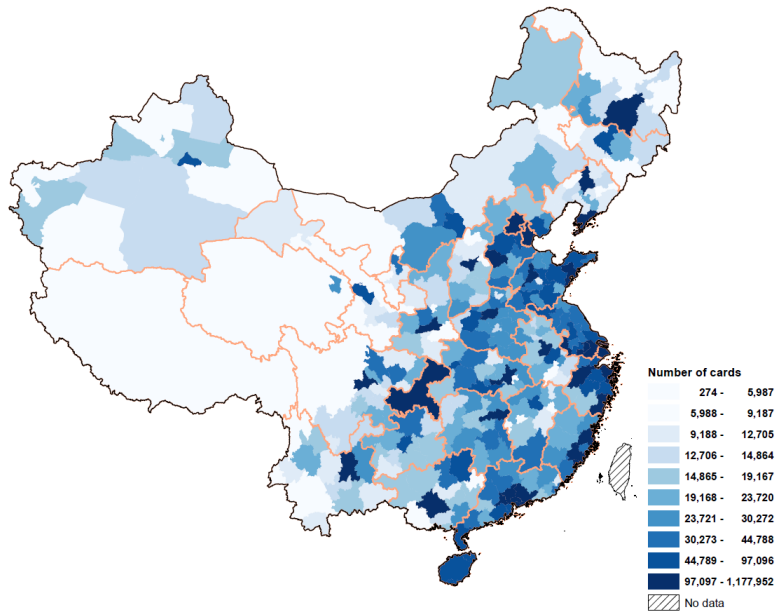 Number of cards
274 - 5,987
5,988 - 9,187
9,188 - 12,705
12,706 - 14,864
14,865 - 19,167
19,168 - 23,720
23,721 - 30,272
30,273 - 44,788
44,789 - 97,096
97,097 - 1,177,952
No data